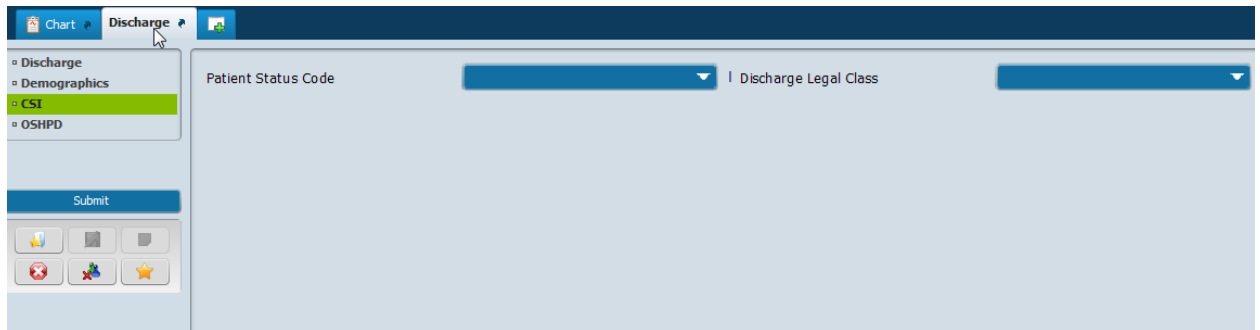 Chart
Discharge
Discharge
Demographics
CSI
OSHPD
Submit
Patient Status Code
Discharge Legal Class